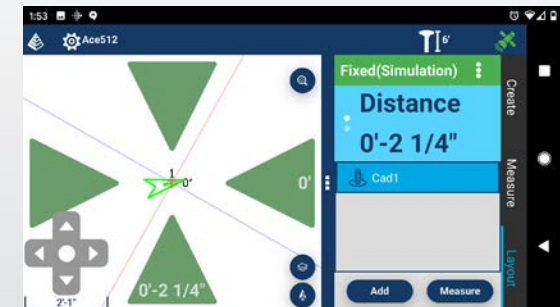 1:53
Ace512
6'
Fixed(Simulation)
Distance
0'-2 1/4"
Cad1
Add
Measure
Create
Measure
Layout
1
0"
0'
0'-2 1/4"
2'-1"